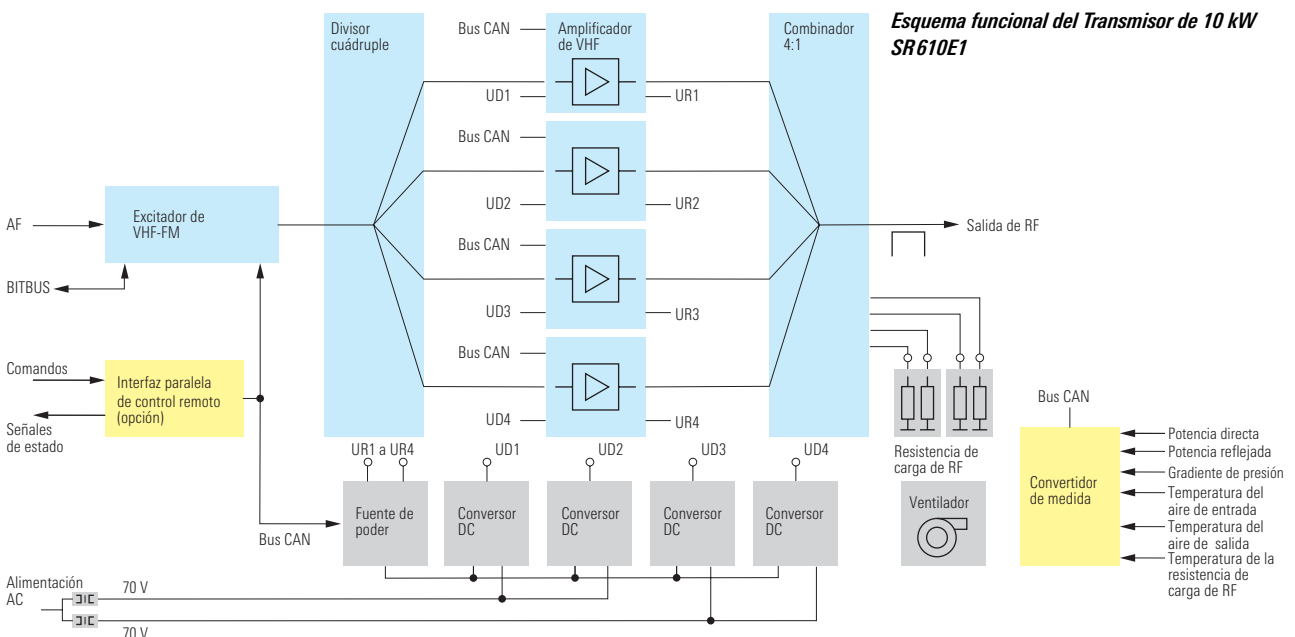 Esquema funcional del Transmisor de 10 kW
SR610E1
Divisor
cuádruple
Bus CAN
Amplificador
de VHF
Combinador
4:1
UD1
UR1
Bus CAN
UD2
UR2
AF
Excitador de
VHF-FM
Salida de RF
Bus CAN
BITBUS
UD3
UR3
Bus CAN
Comandos
Interfaz paralela
de control remoto
(opción)
Señales
de estado
UD4
UR4
Bus CAN
UR1 a UR4
UD1
UD2
UD3
UD4
Resistencia de
carga de RF
Potencia directa
Potencia reflejada
Gradiente de presión
Temperatura del
aire de entrada
Temperatura del
aire de salida
Temperatura de la
resistencia de
carga de RF
Convertidor
de medida
Ventilador
Fuente de
poder
Conversor
DC
Conversor
DC
Conversor
DC
Conversor
DC
Bus CAN
Alimentación
AC
70 V
70 V